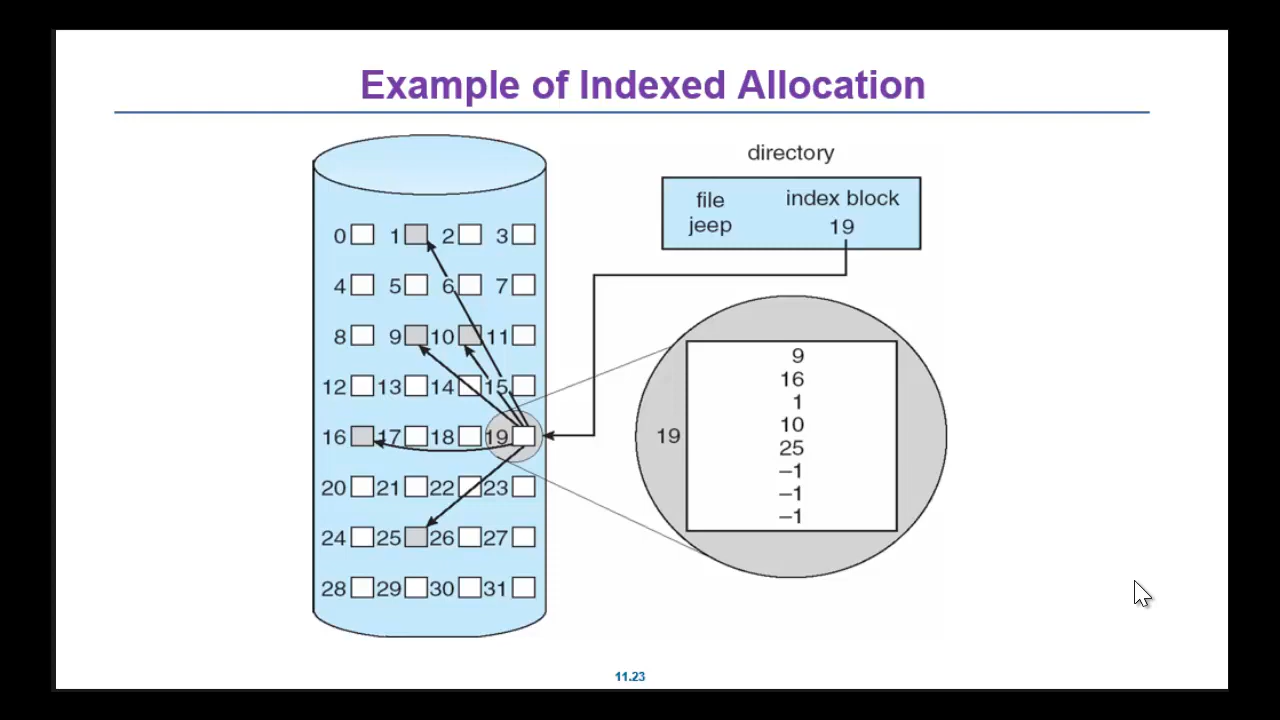 Example of Indexed Allocation
directory
file index block
jeep 19
0 1 2 3
4 5 6 7
8 9 10 11
12 13 14 15
16 17 18 19
20 21 22 23
24 25 26 27
28 29 30 31
19
9
16
1
10
25
–1
–1
–1
11.23